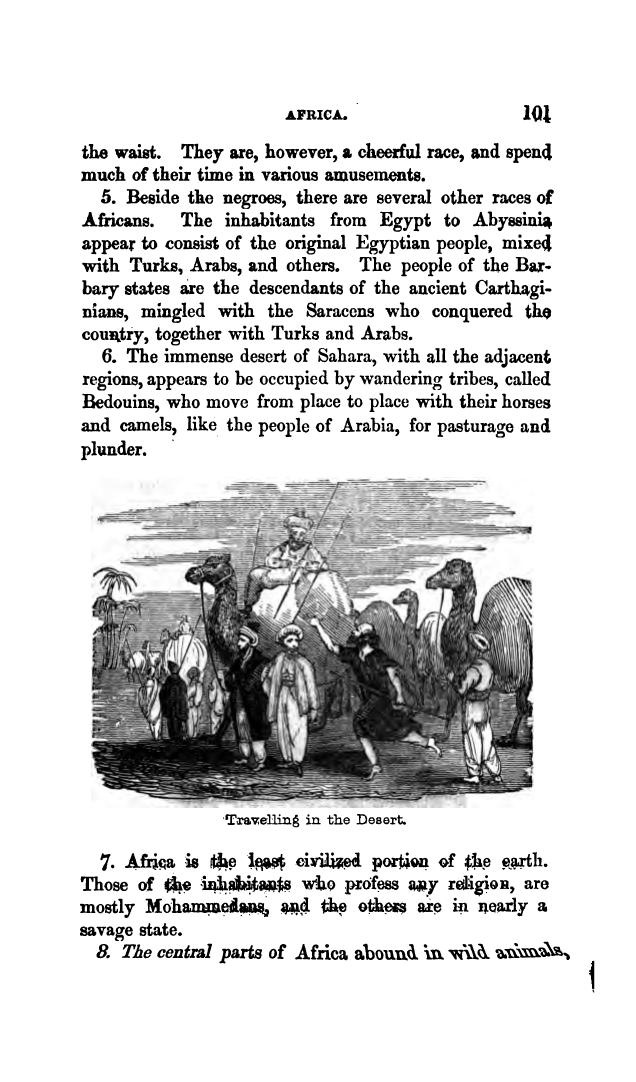 AFRICA. 101
the waist. They are, however, a cheerful race, and spend
much of their time in various amusements.
5. Beside the negroes, there are several other races of
Africans. The inhabitants from Egypt to Abyssinia
appear to consist of the original Egyptian people, mixed
with Turks, Arabs, and others. The people of the Bar-
bary states are the descendants of the ancient Carthagi-
nians, mingled with the Saracens who conquered the
country, together with Turks and Arabs.
6. The immense desert of Sahara, with all the adjacent
regions, appears to be occupied by wandering tribes, called
Bedouins, who move from place to place with their horses
and camels, like the people of Arabia, for pasturage and
plunder.
Travelling in the Desert.
7. Africa is the least civilized portion of the earth.
Those of the inhabitants who profess any religion, are
mostly Mohammedans, and the others are in nearly a
savage state.
8. The central parts of Africa abound in wild animals,